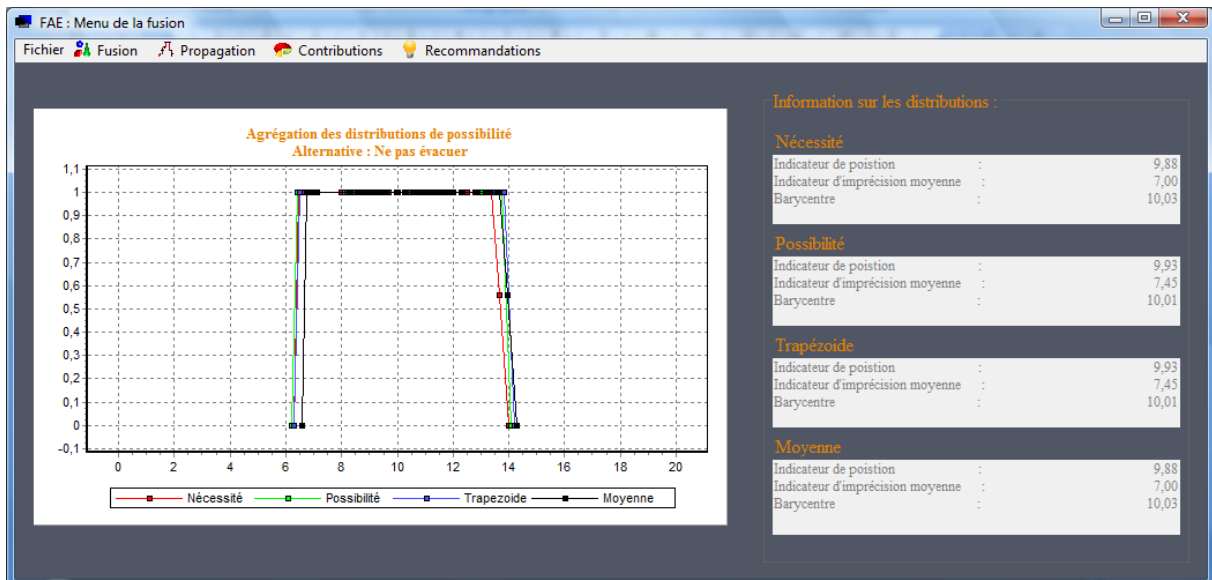 FAE : Menu de la fusion
Fichier Fusion Propagation Contributions Recommandations
Agrégation des distributions de possibilité
Alternative : Ne pas évacuer
1,1
1
0,9
0,8
0,7
0,6
0,5
0,4
0,3
0,2
0,1
0
-0,1
0 2 4 6 8 10 12 14 16 18 20
Nécessité Possibilité Trapezoide Moyenne
Information sur les distributions :
Nécessité
Indicateur de poistion : 9,88
Indicateur d'imprécision moyenne : 7,00
Barycentre : 10,03
Possibilité
Indicateur de poistion : 9,93
Indicateur d'imprécision moyenne : 7,45
Barycentre : 10,01
Trapézoide
Indicateur de poistion : 9,93
Indicateur d'imprécision moyenne : 7,45
Barycentre : 10,01
Moyenne
Indicateur de poistion : 9,88
Indicateur d'imprécision moyenne : 7,00
Barycentre : 10,03